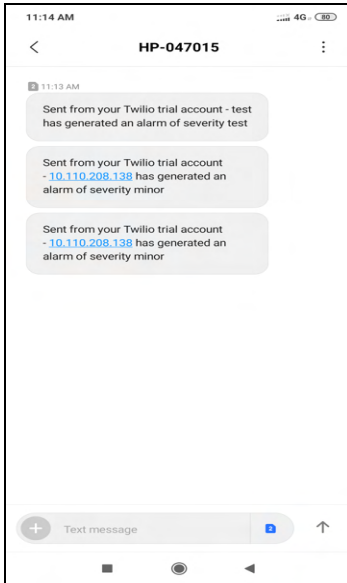 11:14 AM
4G
80
HP-047015
2 11:13 AM
Sent from your Twilio trial account - test
has generated an alarm of severity test
Sent from your Twilio trial account
- 10.110.208.138 has generated an
alarm of severity minor
Sent from your Twilio trial account
- 10.110.208.138 has generated an
alarm of severity minor
Text message
2